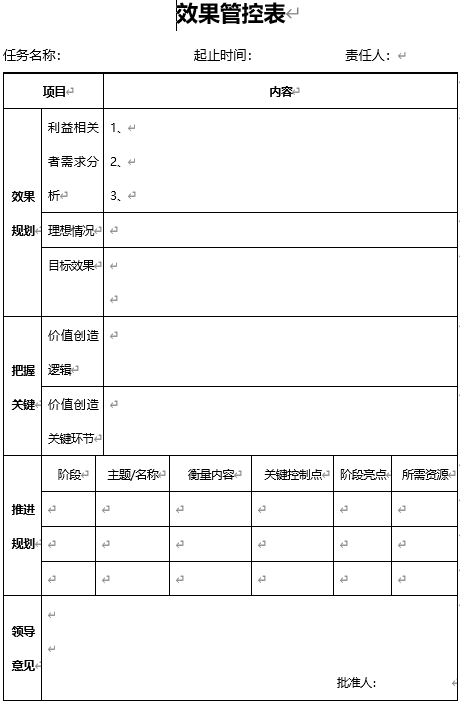 效果管控表
任务名称： 起止时间： 责任人：
项目 内容
效果规划
利益相关者需求分析
1、
2、
3、
理想情况
目标效果
把握关键
价值创造逻辑
价值创造关键环节
推进规划
阶段 主题/名称 衡量内容 关键控制点 阶段亮点 所需资源
领导意见
批准人：